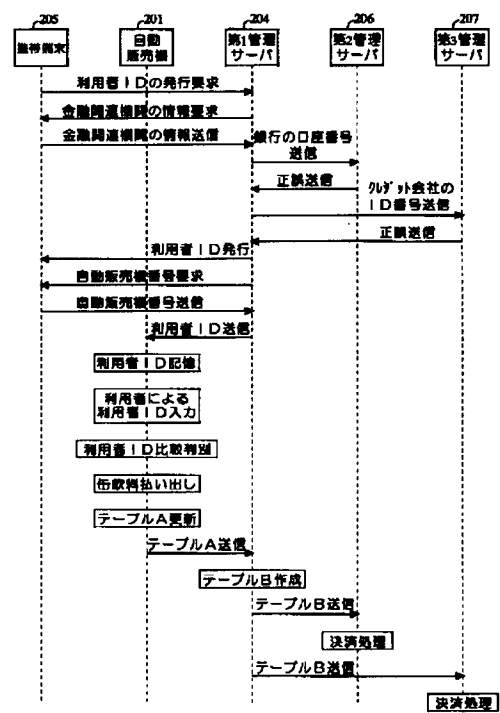 205
201
204
206
207
携帯端末
自動
販売機
第1管理
サーバ
第2管理
サーバ
第3管理
サーバ
利用者IDの発行要求
金融関連機関の情報要求
金融関連機関の情報送信
銀行の口座番号
送信
正誤送信
クレジット会社の
ID番号送信
正誤送信
利用者ID発行
自動販売機番号要求
自動販売機番号送信
利用者ID送信
利用者ID記憶
利用者による
利用者ID入力
利用者ID比較判別
缶飲料払い出し
テーブルA更新
テーブルA送信
テーブルB作成
テーブルB送信
決済処理
テーブルB送信
決済処理